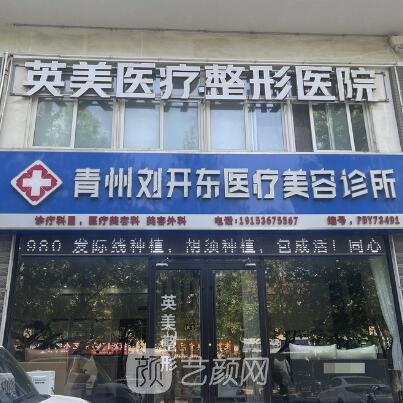 英美医疗整形医院
青州刘开东医疗美容诊所
诊疗科目：医疗美容科 美容外科 电话：19153675567 编号：PDY73491
980 发际线种植，胡须种植，包成活！同心
英美整形
艺颜网